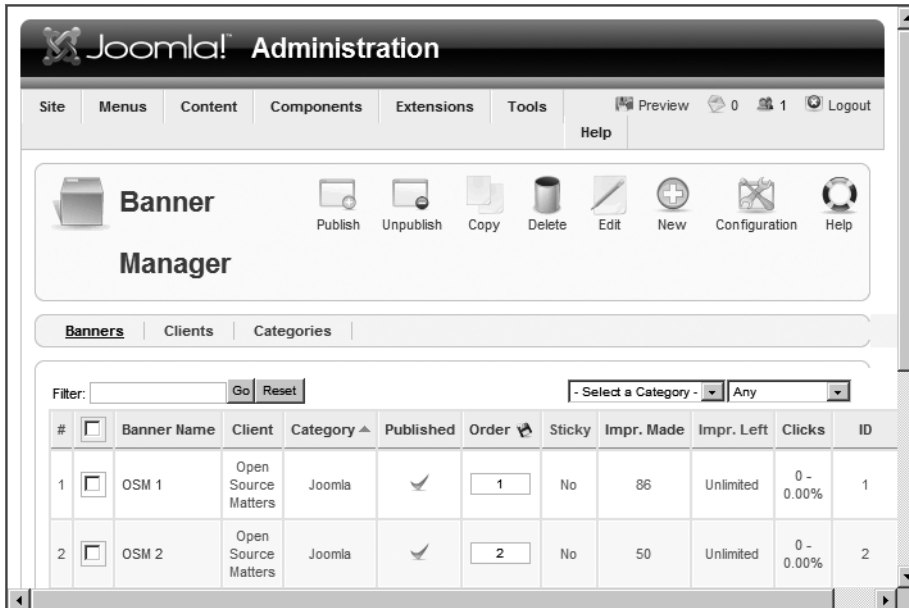 Joomla! Administration
Site Menus Content Components Extensions Tools Preview 0 1 Logout
Help
Banner
Manager
Publish Unpublish Copy Delete Edit New Configuration Help
Banners Clients Categories
Filter: Go Reset - Select a Category - Any
# Banner Name Client Category Published Order Sticky Impr. Made Impr. Left Clicks ID
1 OSM 1 Open Source Matters Joomla 1 No 86 Unlimited 0 - 0.00% 1
2 OSM 2 Open Source Matters Joomla 2 No 50 Unlimited 0 - 0.00% 2